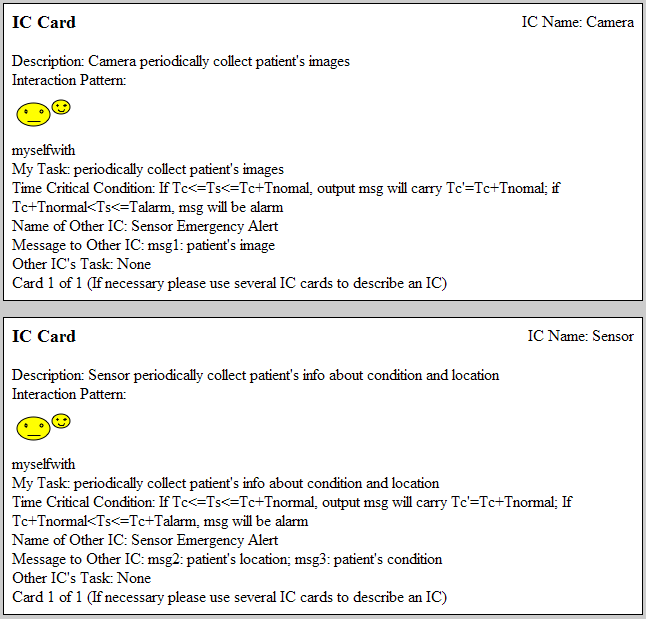 IC Card IC Name: Camera
Description: Camera periodically collect patient's images
Interaction Pattern:
myselfwith
My Task: periodically collect patient's images
Time Critical Condition: If Tc<=Ts<=Tc+Tnomal, output msg will carry Tc'=Tc+Tnomal; if
Tc+Tnormal<Ts<=Talarm, msg will be alarm
Name of Other IC: Sensor Emergency Alert
Message to Other IC: msg1: patient's image
Other IC's Task: None
Card 1 of 1 (If necessary please use several IC cards to describe an IC)
IC Card IC Name: Sensor
Description: Sensor periodically collect patient's info about condition and location
Interaction Pattern:
myselfwith
My Task: periodically collect patient's info about condition and location
Time Critical Condition: If Tc<=Ts<=Tc+Tnormal, output msg will carry Tc'=Tc+Tnormal; If
Tc+Tnormal<Ts<=Tc+Talarm, msg will be alarm
Name of Other IC: Sensor Emergency Alert
Message to Other IC: msg2: patient's location; msg3: patient's condition
Other IC's Task: None
Card 1 of 1 (If necessary please use several IC cards to describe an IC)